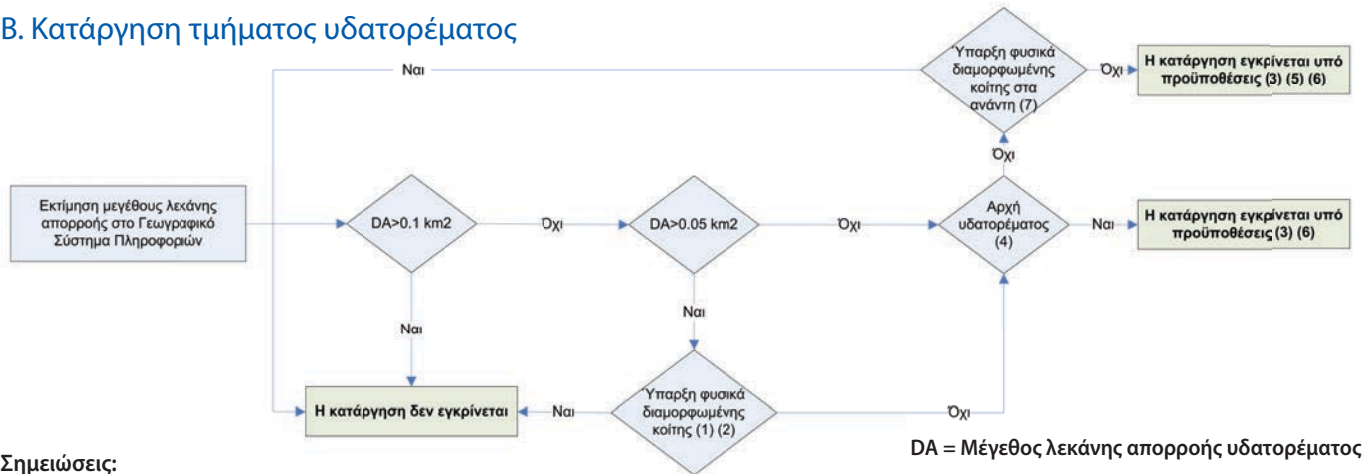 Β. Κατάργηση τμήματος υδατορέματος
Ναι
Ύπαρξη φυσικά
διαμορφωμένης
κοίτης στα
ανάντη (7)
Όχι
Η κατάργηση εγκρίνεται υπό
προϋποθέσεις (3) (5) (6)
Όχι
Εκτίμηση μεγέθους λεκάνης
απορροής στο Γεωγραφικό
Σύστημα Πληροφοριών
DA>0.1 km2
Όχι
DA>0.05 km2
Όχι
Αρχή
υδατορέματος
(4)
Ναι
Η κατάργηση εγκρίνεται υπό
προϋποθέσεις (3) (6)
Ναι
Ναι
Η κατάργηση δεν εγκρίνεται
Ναι
Ύπαρξη φυσικά
διαμορφωμένης
κοίτης (1) (2)
Όχι
DA = Μέγεθος λεκάνης απορροής υδατορέματος
Σημειώσεις: